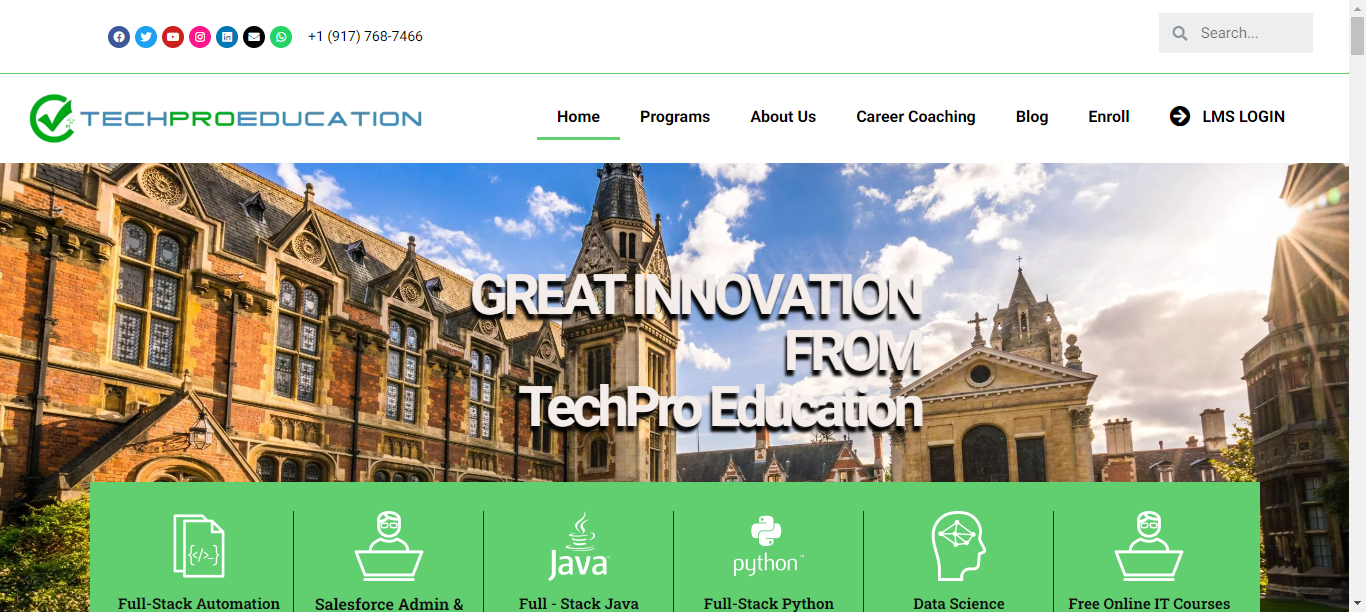 +1 (917) 768-7466
Search...
TECHPROEDUCATION
Home
Programs
About Us
Career Coaching
Blog
Enroll
LMS LOGIN
GREAT INNOVATION
FROM
TechPro Education
{</>_}
Java™
python™
Full-Stack Automation
Salesforce Admin &
Full - Stack Java
Full-Stack Python
Data Science
Free Online IT Courses